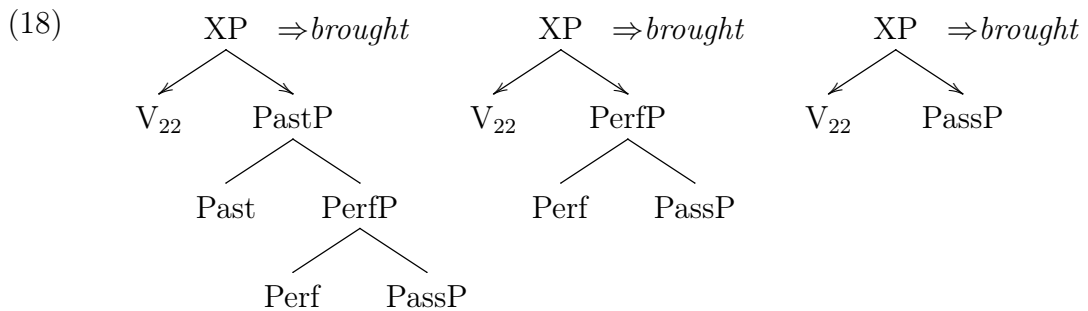 (18) XP ⇒brought XP ⇒brought XP ⇒brought
V₂₂ PastP V₂₂ PerfP V₂₂ PassP
Past PerfP Perf PassP
Perf PassP